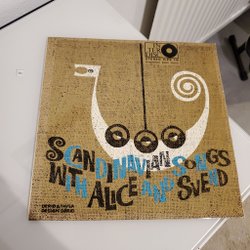 SCANDINAVIAN SONGS
WITH ALICE AND SVEND